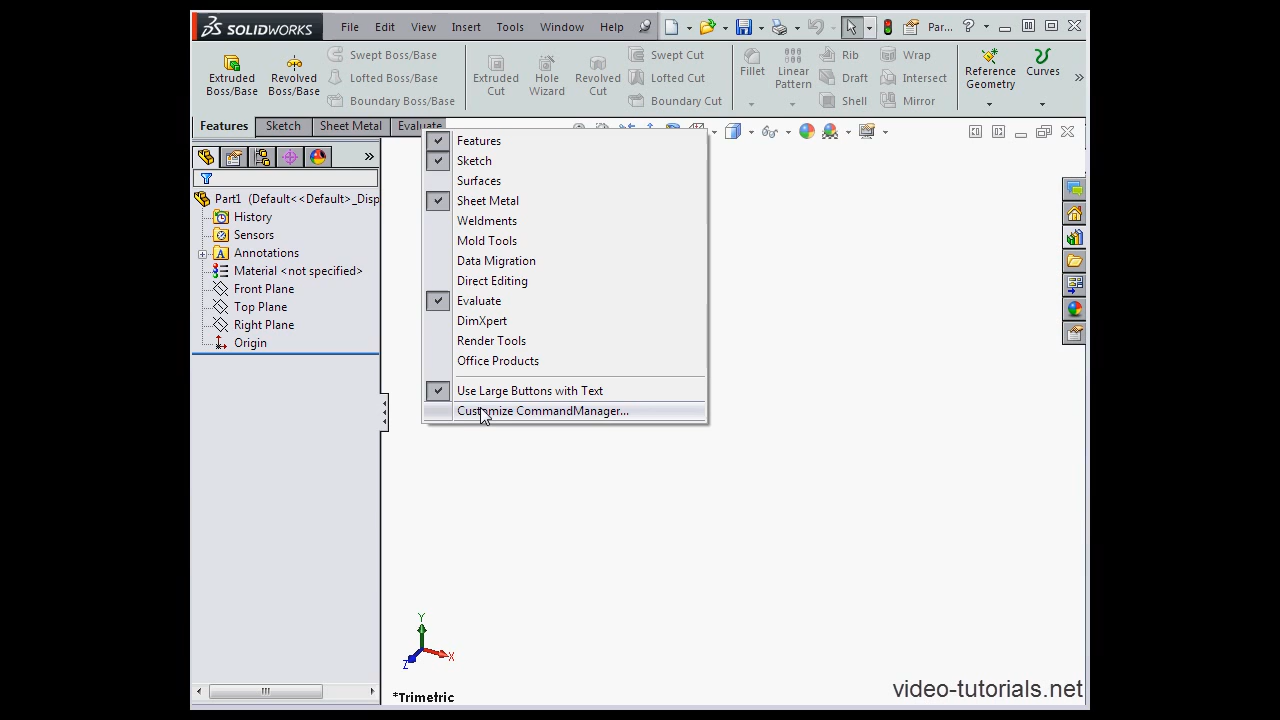 SOLIDWORKS File Edit View Insert Tools Window Help Par... ?
Extruded Boss/Base
Revolved Boss/Base
Swept Boss/Base
Lofted Boss/Base
Boundary Boss/Base
Extruded Cut
Hole Wizard
Revolved Cut
Swept Cut
Lofted Cut
Boundary Cut
Fillet
Linear Pattern
Rib
Draft
Shell
Wrap
Intersect
Mirror
Reference Geometry
Curves
Features Sketch Sheet Metal Evaluate
Part1 (Default<<Default>_Disp
History
Sensors
Annotations
Material <not specified>
Front Plane
Top Plane
Right Plane
Origin
Features
Sketch
Surfaces
Sheet Metal
Weldments
Mold Tools
Data Migration
Direct Editing
Evaluate
DimXpert
Render Tools
Office Products
Use Large Buttons with Text
Customize CommandManager...
Y
X
Z
*Trimetric
video-tutorials.net